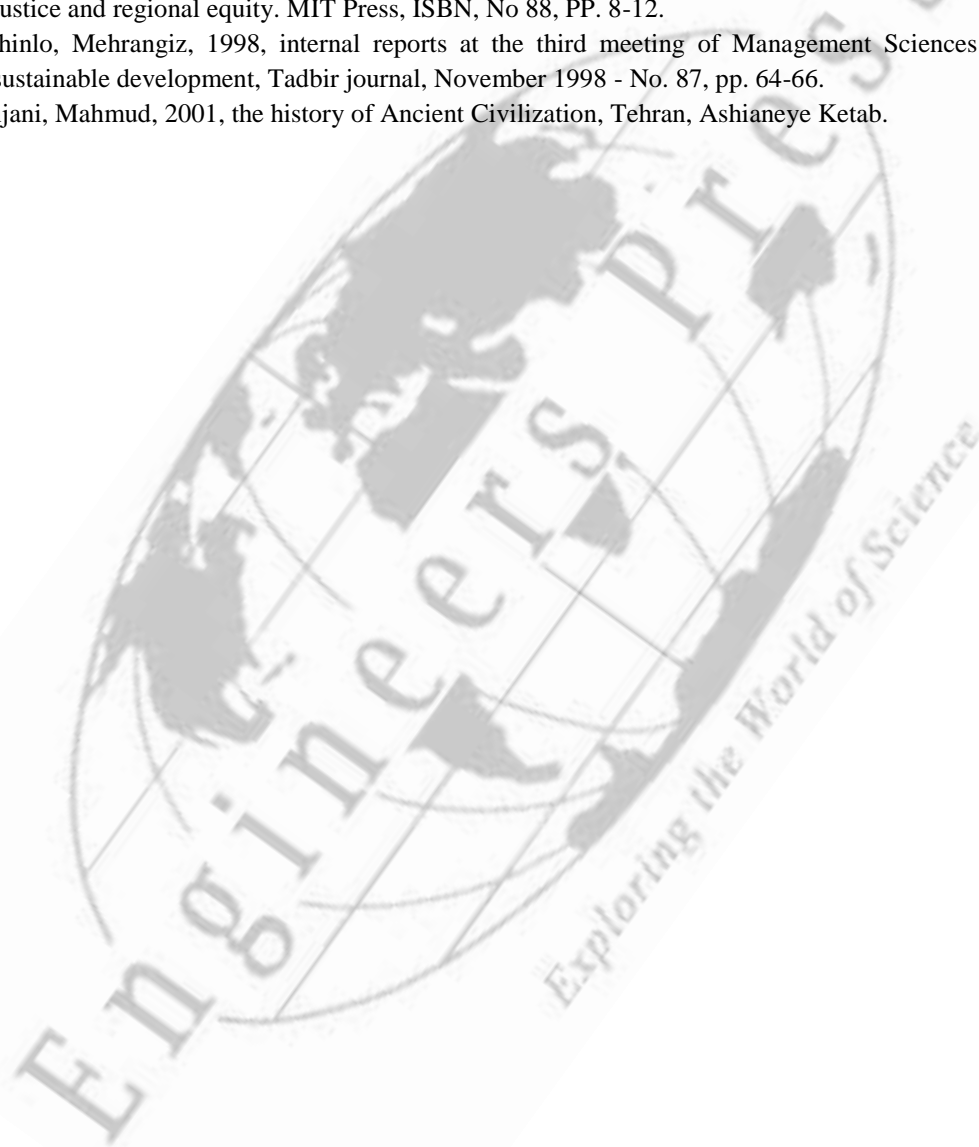 ustice and regional equity. MIT Press, ISBN, No 88, PP. 8-12.
hinlo, Mehrangiz, 1998, internal reports at the third meeting of Management Sciences
sustainable development, Tadbir journal, November 1998 - No. 87, pp. 64-66.
jani, Mahmud, 2001, the history of Ancient Civilization, Tehran, Ashianeye Ketab.
Engineers Press
Exploring the World of Science